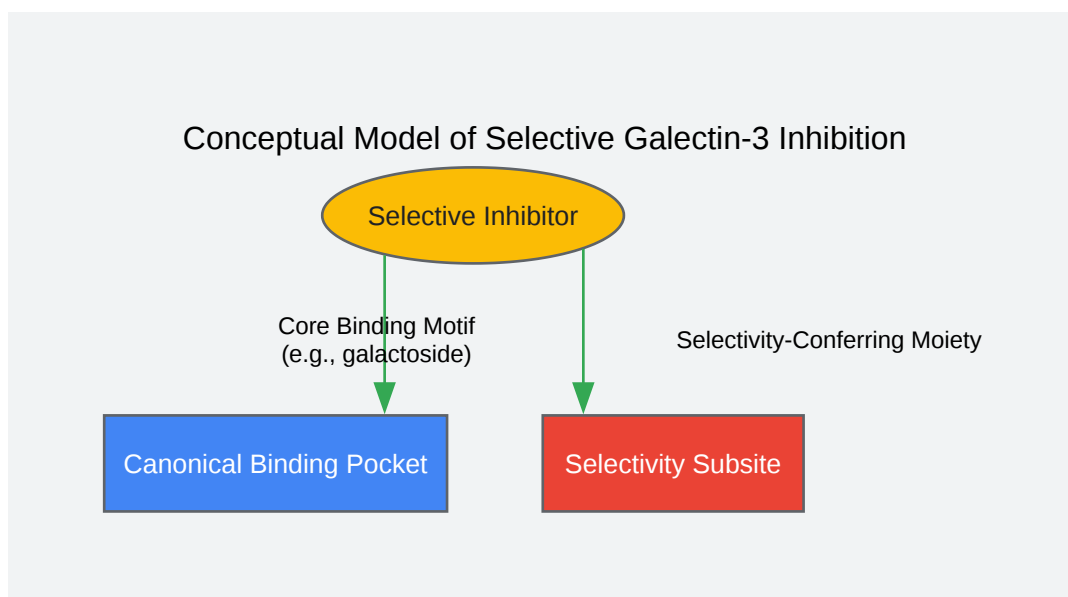 Conceptual Model of Selective Galectin-3 Inhibition
Selective Inhibitor
Core Binding Motif
(e.g., galactoside)
Selectivity-Conferring Moiety
Canonical Binding Pocket
Selectivity Subsite